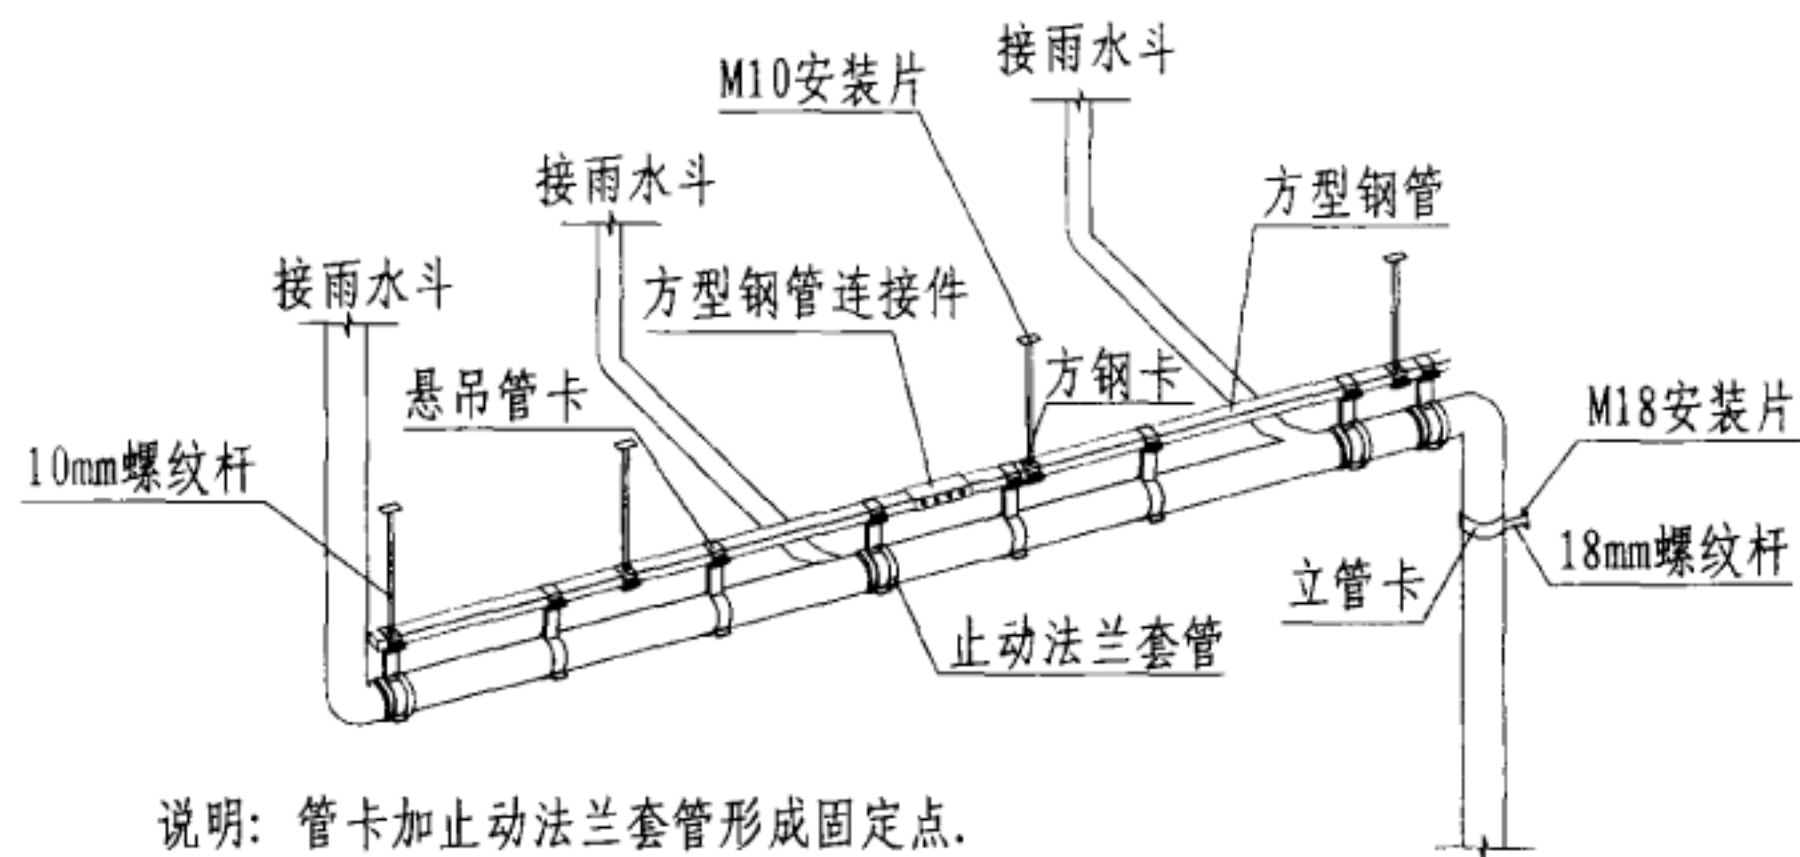 接雨水斗
M10安装片
接雨水斗
方型钢管
接雨水斗
方型钢管连接件
悬吊管卡
方钢卡
M18安装片
10mm螺纹杆
18mm螺纹杆
立管卡
止动法兰套管
说明: 管卡加止动法兰套管形成固定点.